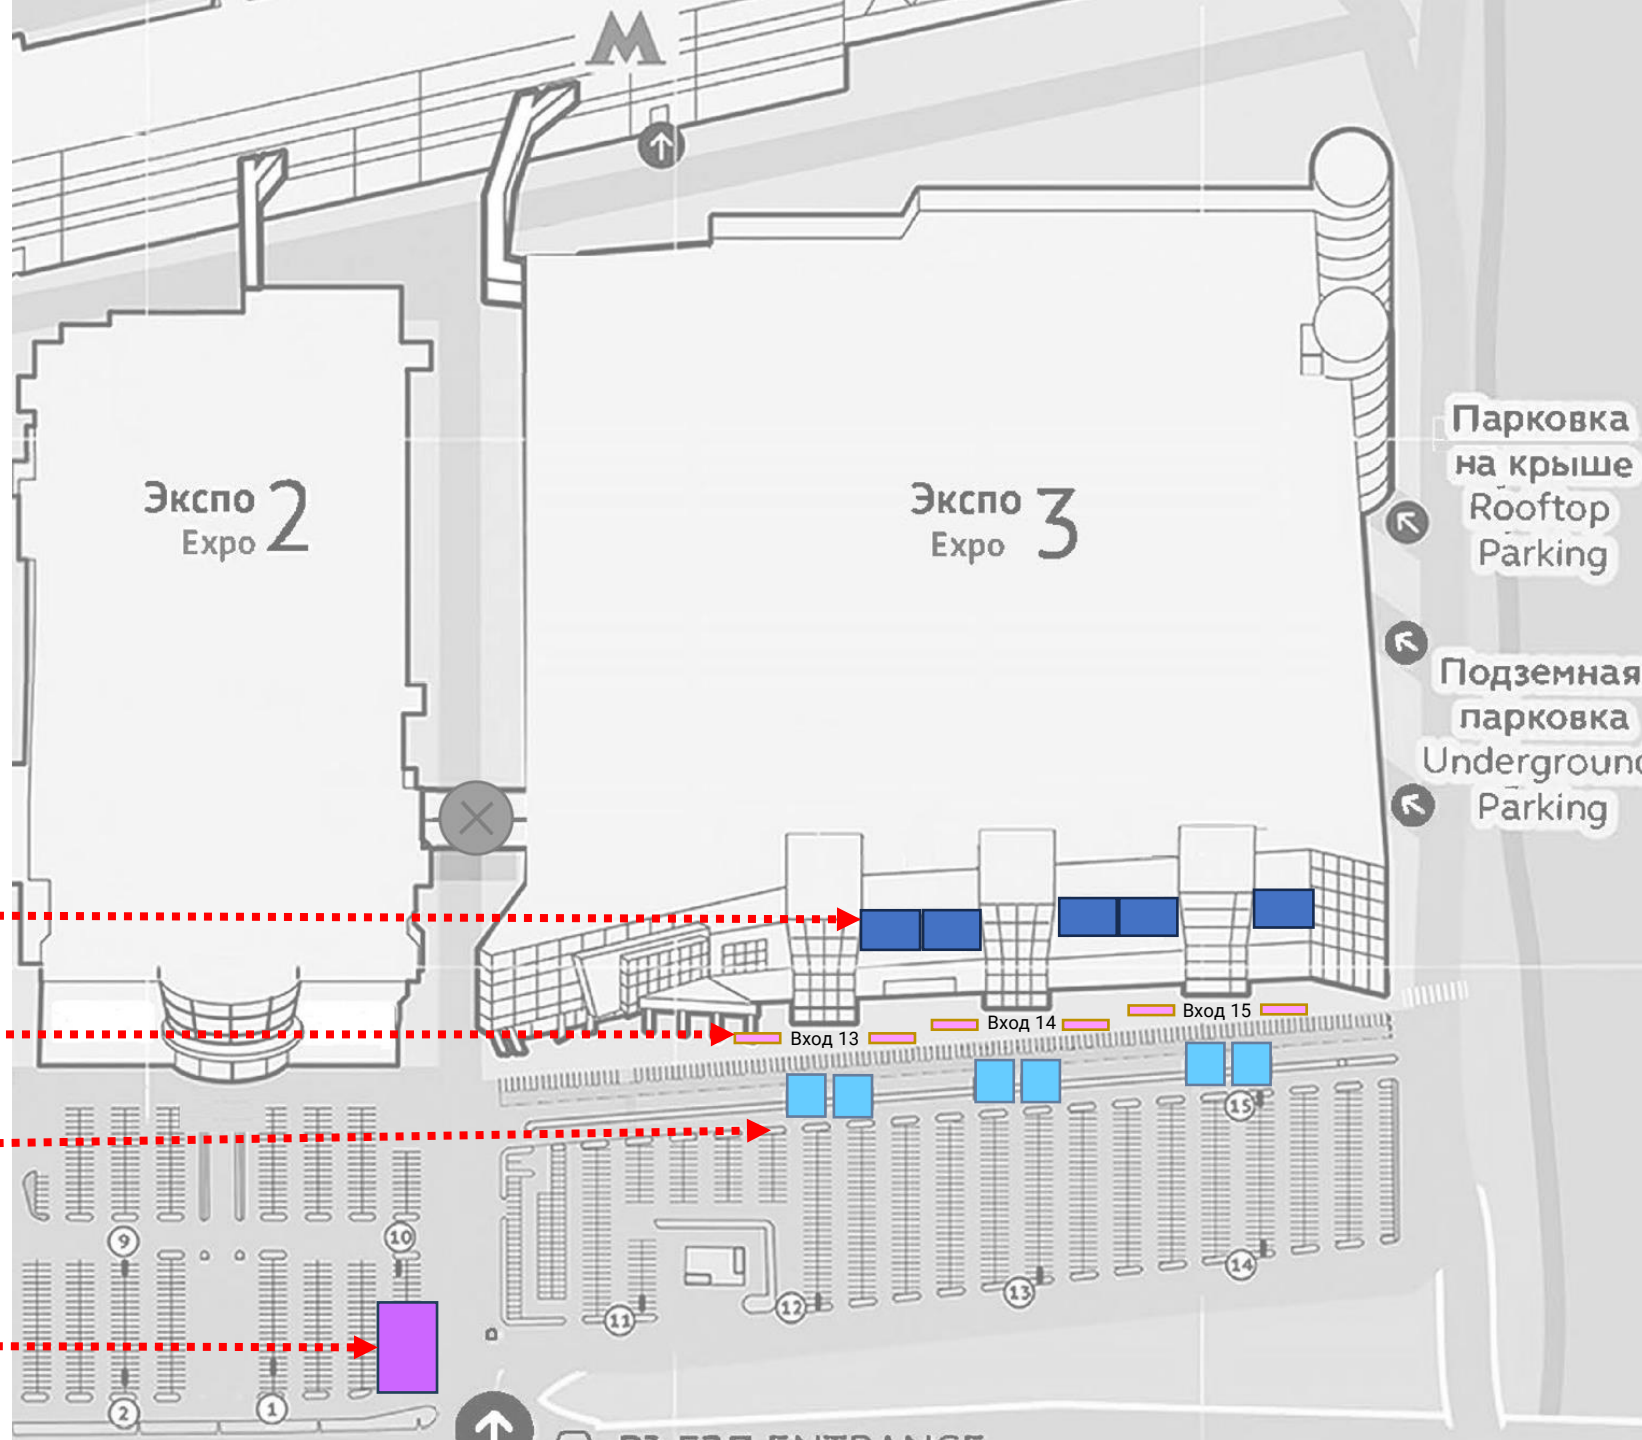 М
Экспо 2
Expo
Экспо 3
Expo
Парковка
на крыше
Rooftop
Parking
Подземная
парковка
Underground
Parking
Вход 13
Вход 14
Вход 15
15
9
10
14
13
12
11
2
1